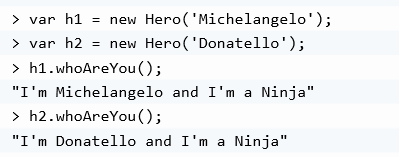 > var h1 = new Hero('Michelangelo');
> var h2 = new Hero('Donatello');
> h1.whoAreYou();
"I'm Michelangelo and I'm a Ninja"
> h2.whoAreYou();
"I'm Donatello and I'm a Ninja"